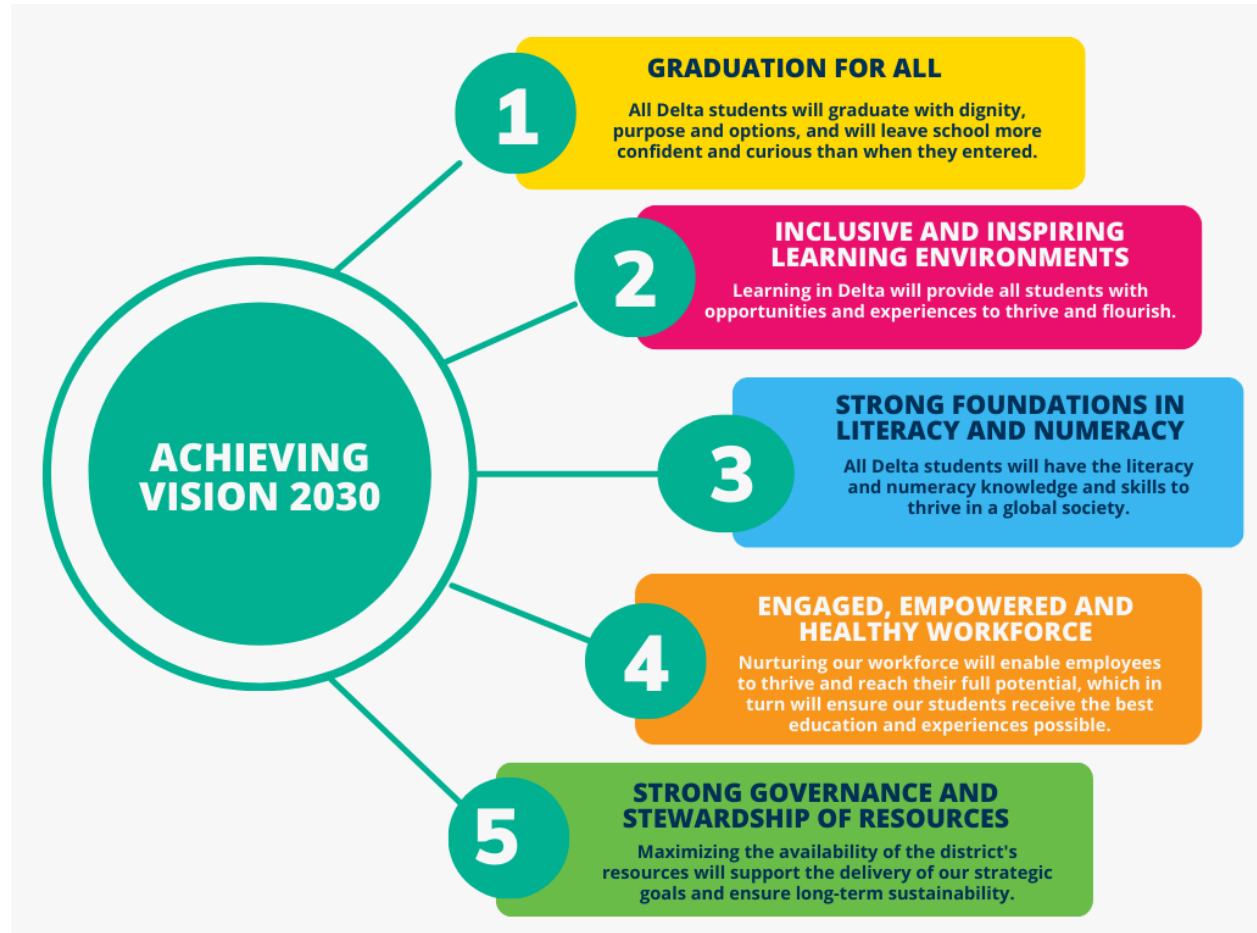 ACHIEVING
VISION 2030
1
GRADUATION FOR ALL
All Delta students will graduate with dignity,
purpose and options, and will leave school more
confident and curious than when they entered.
2
INCLUSIVE AND INSPIRING
LEARNING ENVIRONMENTS
Learning in Delta will provide all students with
opportunities and experiences to thrive and flourish.
3
STRONG FOUNDATIONS IN
LITERACY AND NUMERACY
All Delta students will have the literacy
and numeracy knowledge and skills to
thrive in a global society.
4
ENGAGED, EMPOWERED AND
HEALTHY WORKFORCE
Nurturing our workforce will enable employees
to thrive and reach their full potential, which in
turn will ensure our students receive the best
education and experiences possible.
5
STRONG GOVERNANCE AND
STEWARDSHIP OF RESOURCES
Maximizing the availability of the district's
resources will support the delivery of our strategic
goals and ensure long-term sustainability.